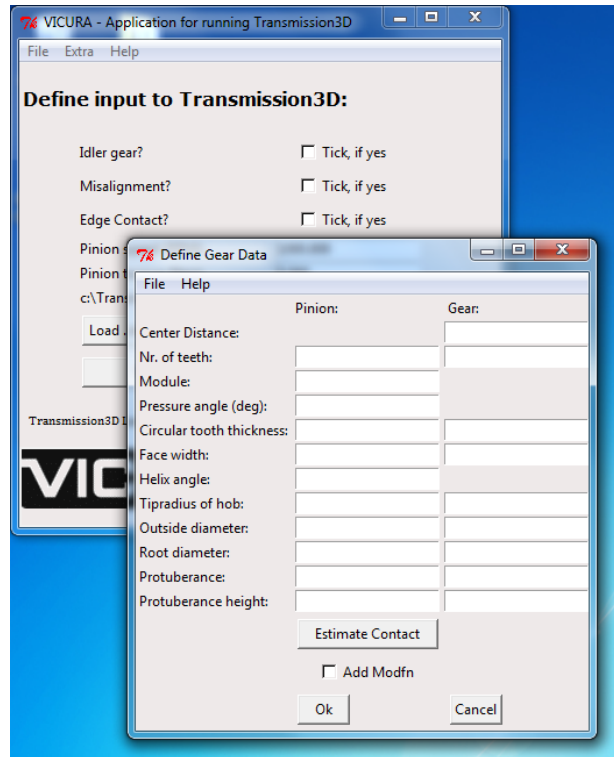 VICURA - Application for running Transmission3D
File Extra Help
Define input to Transmission3D:
Idler gear? Tick, if yes
Misalignment? Tick, if yes
Edge Contact? Tick, if yes
Pinion
Pinion
c:\Trans
Load
Transmission3D
VIC
Define Gear Data
File Help
Pinion: Gear:
Center Distance:
Nr. of teeth:
Module:
Pressure angle (deg):
Circular tooth thickness:
Face width:
Helix angle:
Tipradius of hob:
Outside diameter:
Root diameter:
Protuberance:
Protuberance height:
Estimate Contact
Add Modfn
Ok Cancel